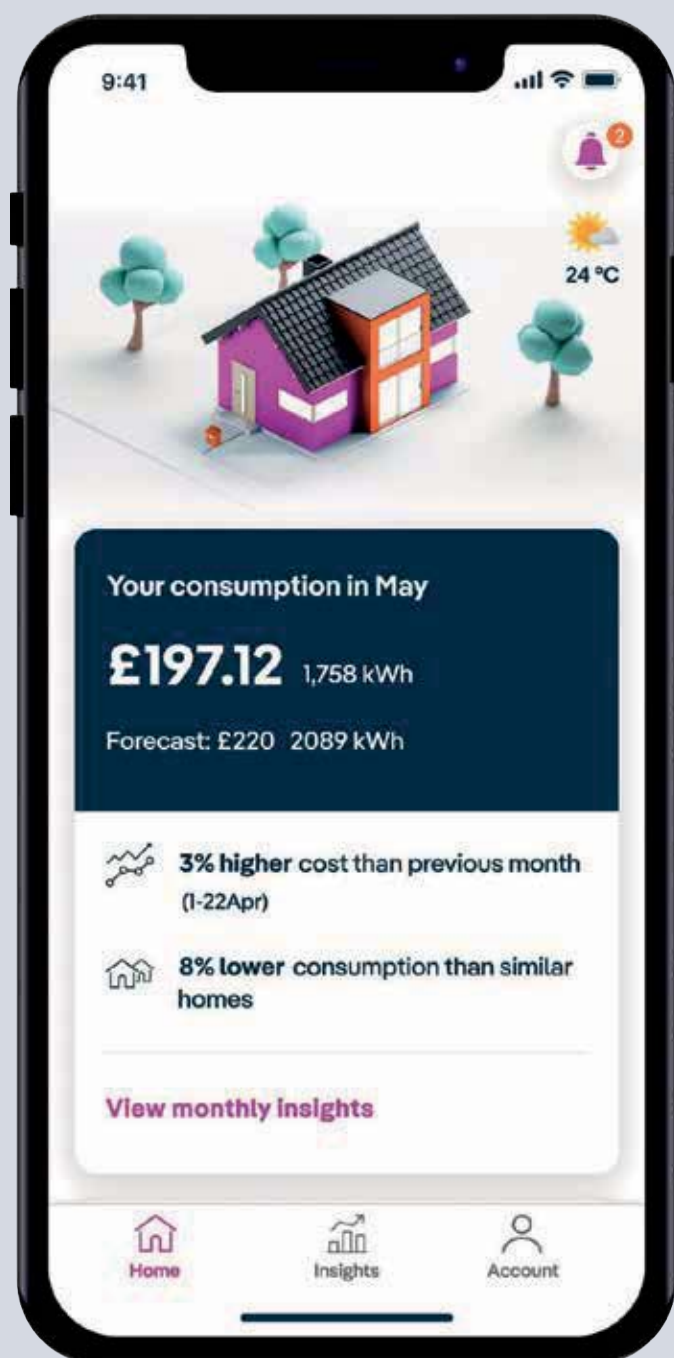 9:41
2
24 °C
Your consumption in May
£197.12 1,758 kWh
Forecast: £220 2089 kWh
3% higher cost than previous month
(1-22Apr)
8% lower consumption than similar
homes
View monthly insights
Home Insights Account